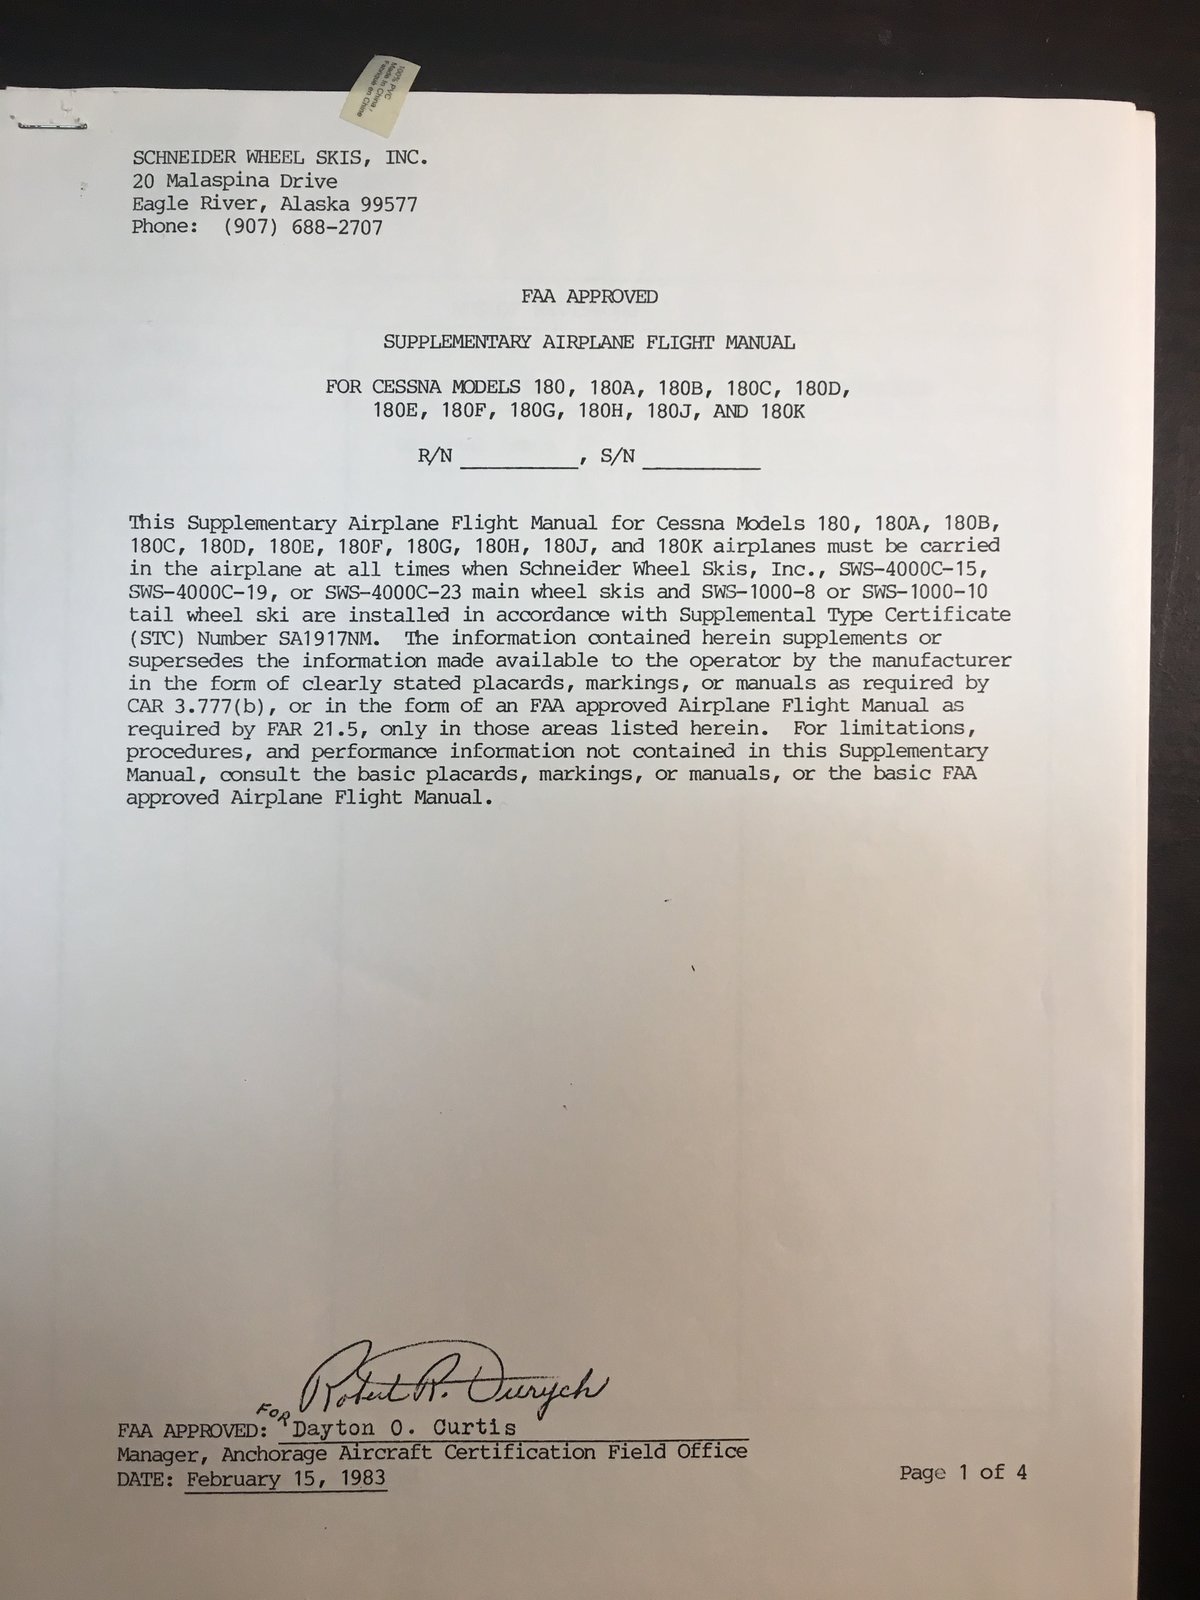 100% PVC
Made in China /
Fabriqué en Chine
SCHNEIDER WHEEL SKIS, INC.
20 Malaspina Drive
Eagle River, Alaska 99577
Phone: (907) 688-2707
FAA APPROVED
SUPPLEMENTARY AIRPLANE FLIGHT MANUAL
FOR CESSNA MODELS 180, 180A, 180B, 180C, 180D,
180E, 180F, 180G, 180H, 180J, AND 180K
R/N __________, S/N __________
This Supplementary Airplane Flight Manual for Cessna Models 180, 180A, 180B,
180C, 180D, 180E, 180F, 180G, 180H, 180J, and 180K airplanes must be carried
in the airplane at all times when Schneider Wheel Skis, Inc., SWS-4000C-15,
SWS-4000C-19, or SWS-4000C-23 main wheel skis and SWS-1000-8 or SWS-1000-10
tail wheel ski are installed in accordance with Supplemental Type Certificate
(STC) Number SA1917NM. The information contained herein supplements or
supersedes the information made available to the operator by the manufacturer
in the form of clearly stated placards, markings, or manuals as required by
CAR 3.777(b), or in the form of an FAA approved Airplane Flight Manual as
required by FAR 21.5, only in those areas listed herein. For limitations,
procedures, and performance information not contained in this Supplementary
Manual, consult the basic placards, markings, or manuals, or the basic FAA
approved Airplane Flight Manual.
Robert R. Durych
FOR
FAA APPROVED: Dayton O. Curtis
Manager, Anchorage Aircraft Certification Field Office
DATE: February 15, 1983
Page 1 of 4